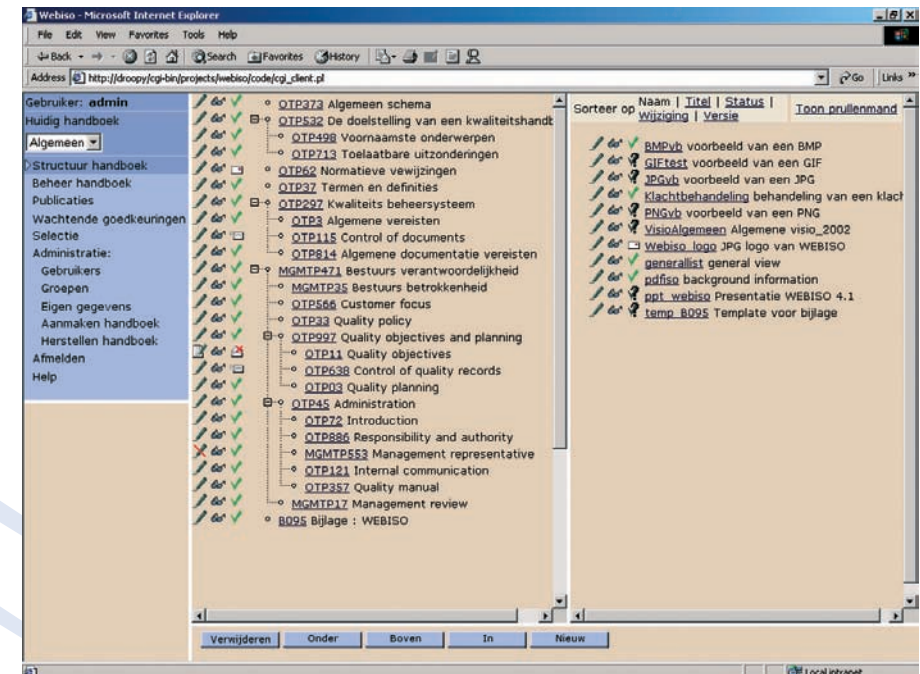 Webiso - Microsoft Internet Explorer
File Edit View Favorites Tools Help
Back Search Favorites History
Address http://droopy/cgi-bin/projects/webiso/code/cgi_client.pl Go Links »
Gebruiker: admin
Huidig handboek
Algemeen
Structuur handboek
Beheer handboek
Publicaties
Wachtende goedkeuringen
Selectie
Administratie:
Gebruikers
Groepen
Eigen gegevens
Aanmaken handboek
Herstellen handboek
Afmelden
Help
OTP373 Algemeen schema
OTP532 De doelstelling van een kwaliteitshandt
OTP498 Voornaamste onderwerpen
OTP713 Toelaatbare uitzonderingen
OTP62 Normatieve vewijzingen
OTP37 Termen en definities
OTP297 Kwaliteits beheersysteem
OTP3 Algemene vereisten
OTP115 Control of documents
OTP814 Algemene documentatie vereisten
MGMTP471 Bestuurs verantwoordelijkheid
MGMTP35 Bestuurs betrokkenheid
OTP566 Customer focus
OTP33 Quality policy
OTP997 Quality objectives and planning
OTP11 Quality objectives
OTP638 Control of quality records
OTP03 Quality planning
OTP45 Administration
OTP72 Introduction
OTP886 Responsibility and authority
MGMTP553 Management representative
OTP121 Internal communication
OTP357 Quality manual
MGMTP17 Management review
B095 Bijlage : WEBISO
Sorteer op Naam | Titel | Status |
Wijziging | Versie
Toon prullenmand
BMPvb voorbeeld van een BMP
GIFtest voorbeeld van een GIF
JPGvb voorbeeld van een JPG
Klachtbehandeling behandeling van een klach
PNGvb voorbeeld van een PNG
VisioAlgemeen Algemene visio_2002
Webiso_logo JPG logo van WEBISO
generallist general view
pdfiso background information
ppt_webiso Presentatie WEBISO 4.1
temp_B095 Template voor bijlage
Verwijderen Onder Boven In Nieuw
Local intranet